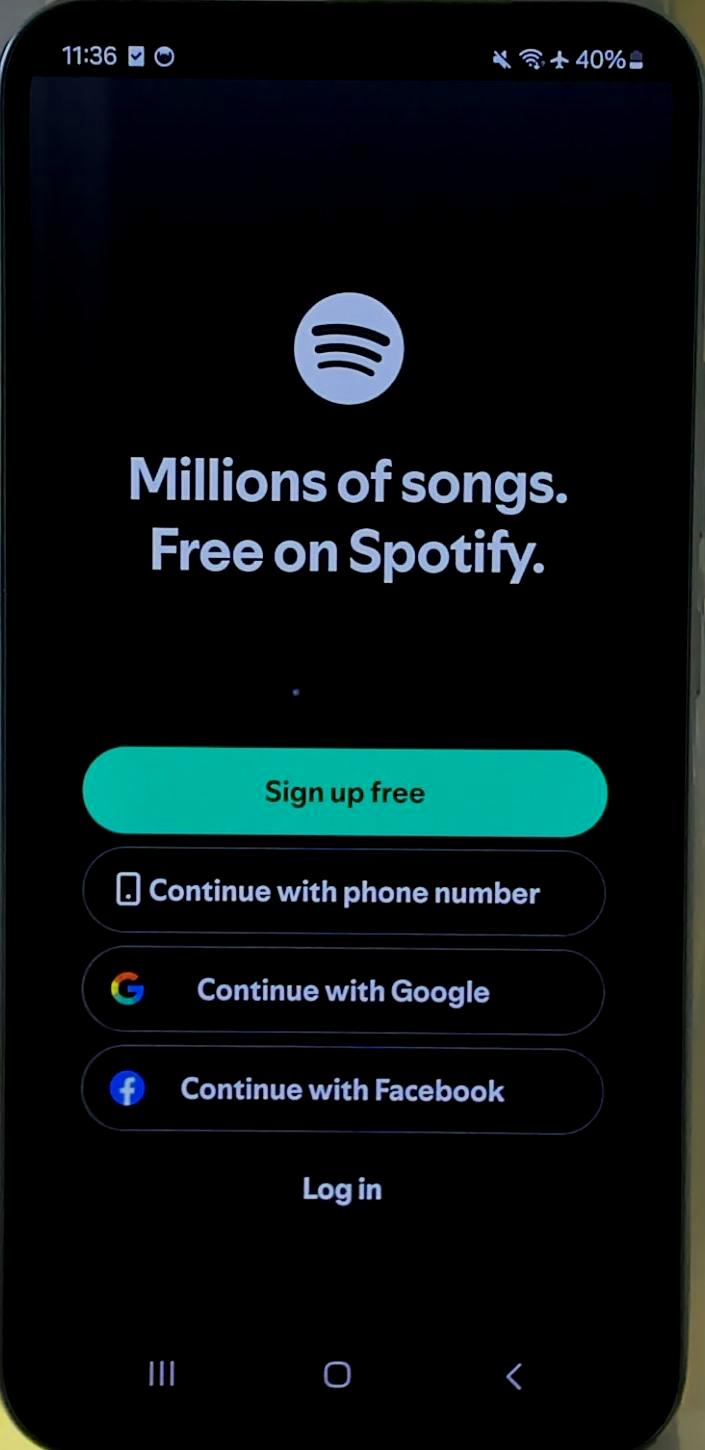 11:36
40%
Millions of songs.
Free on Spotify.
Sign up free
Continue with phone number
Continue with Google
Continue with Facebook
Log in